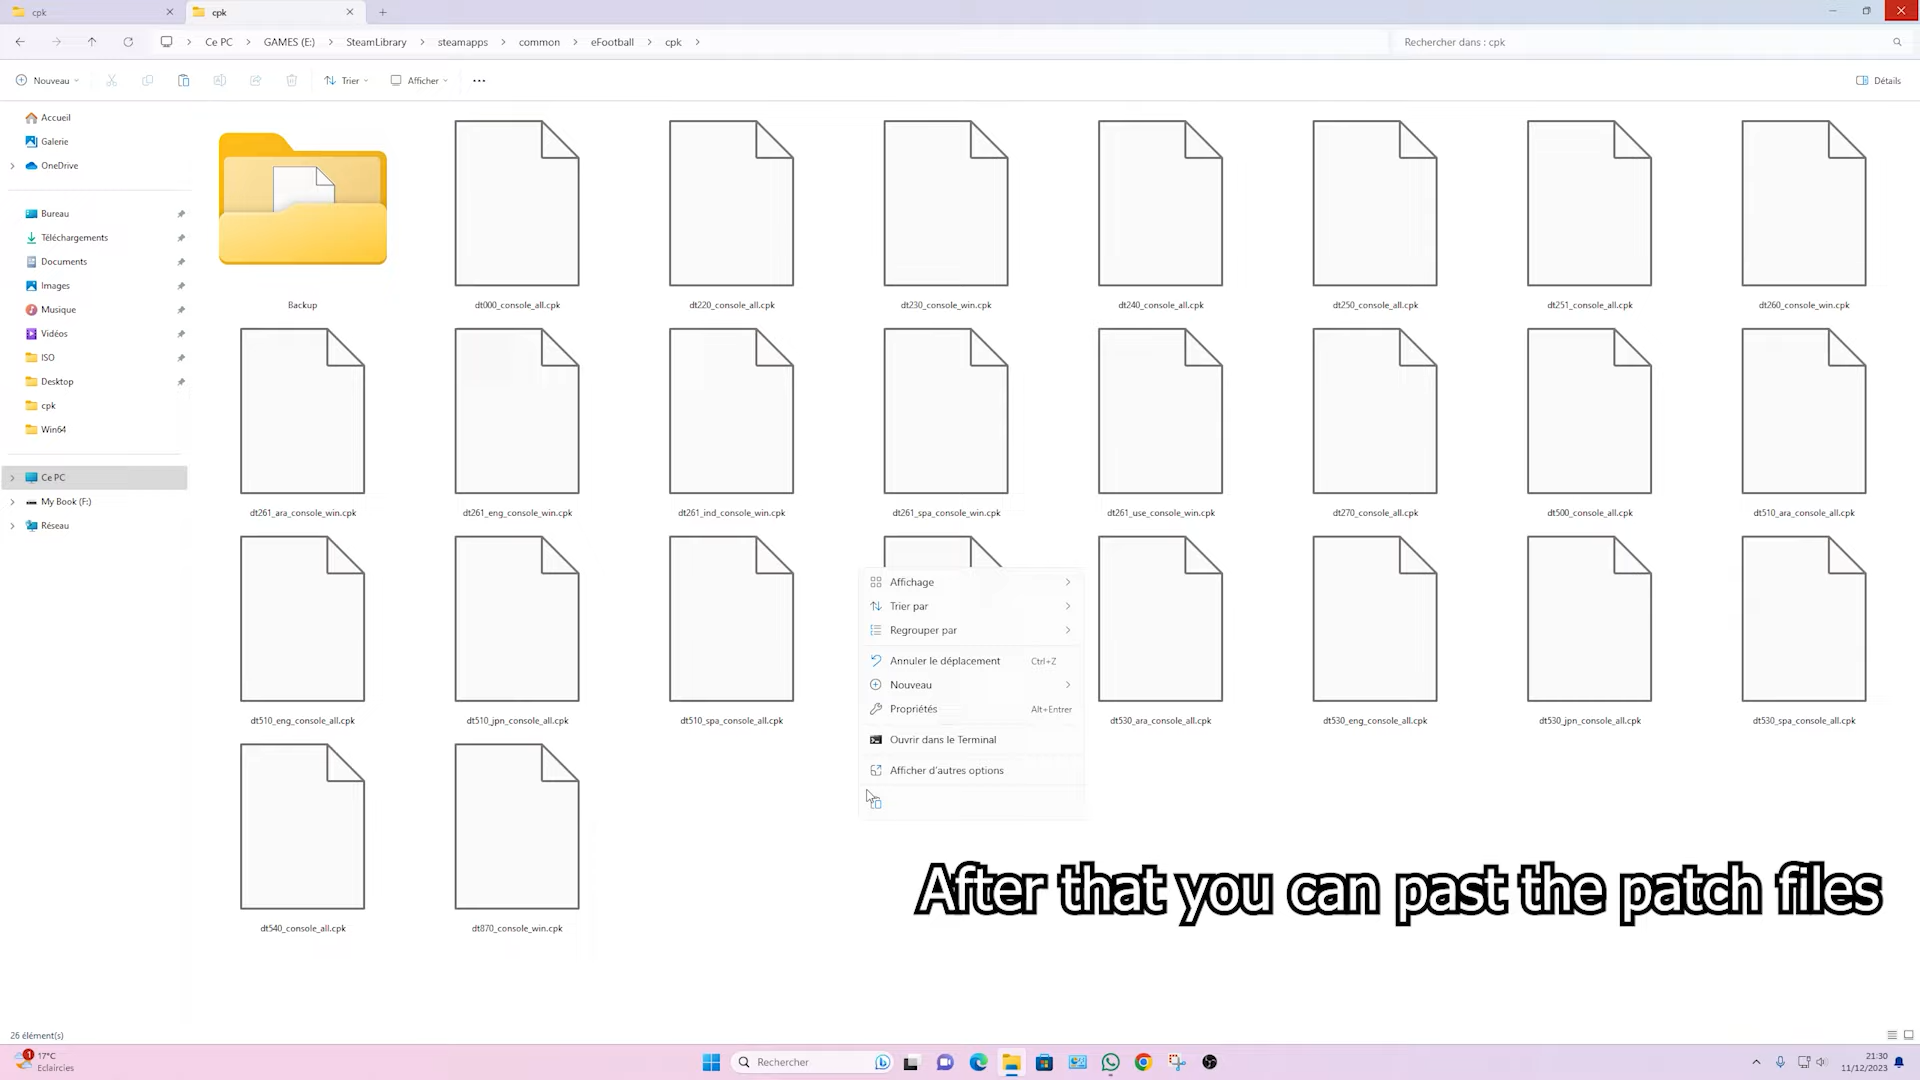 cpk
cpk
Ce PC > GAMES (E:) > SteamLibrary > steamapps > common > eFootball > cpk >
Rechercher dans : cpk
Nouveau
Trier
Afficher
Détails
Accueil
Galerie
OneDrive
Bureau
Téléchargements
Documents
Images
Musique
Vidéos
ISO
Desktop
cpk
Win64
Ce PC
My Book (F:)
Réseau
Backup
dt000_console_all.cpk
dt220_console_all.cpk
dt230_console_win.cpk
dt240_console_all.cpk
dt250_console_all.cpk
dt251_console_all.cpk
dt260_console_win.cpk
dt261_ara_console_win.cpk
dt261_eng_console_win.cpk
dt261_ind_console_win.cpk
dt261_spa_console_win.cpk
dt261_use_console_win.cpk
dt270_console_all.cpk
dt500_console_all.cpk
dt510_ara_console_all.cpk
dt510_eng_console_all.cpk
dt510_jpn_console_all.cpk
dt510_spa_console_all.cpk
dt530_ara_console_all.cpk
dt530_eng_console_all.cpk
dt530_jpn_console_all.cpk
dt530_spa_console_all.cpk
dt540_console_all.cpk
dt870_console_win.cpk
Affichage
Trier par
Regrouper par
Annuler le déplacement Ctrl+Z
Nouveau
Propriétés Alt+Entrer
Ouvrir dans le Terminal
Afficher d'autres options
After that you can past the patch files
26 élément(s)
1
17°C
Eclaircies
Rechercher
21:30
11/12/2023